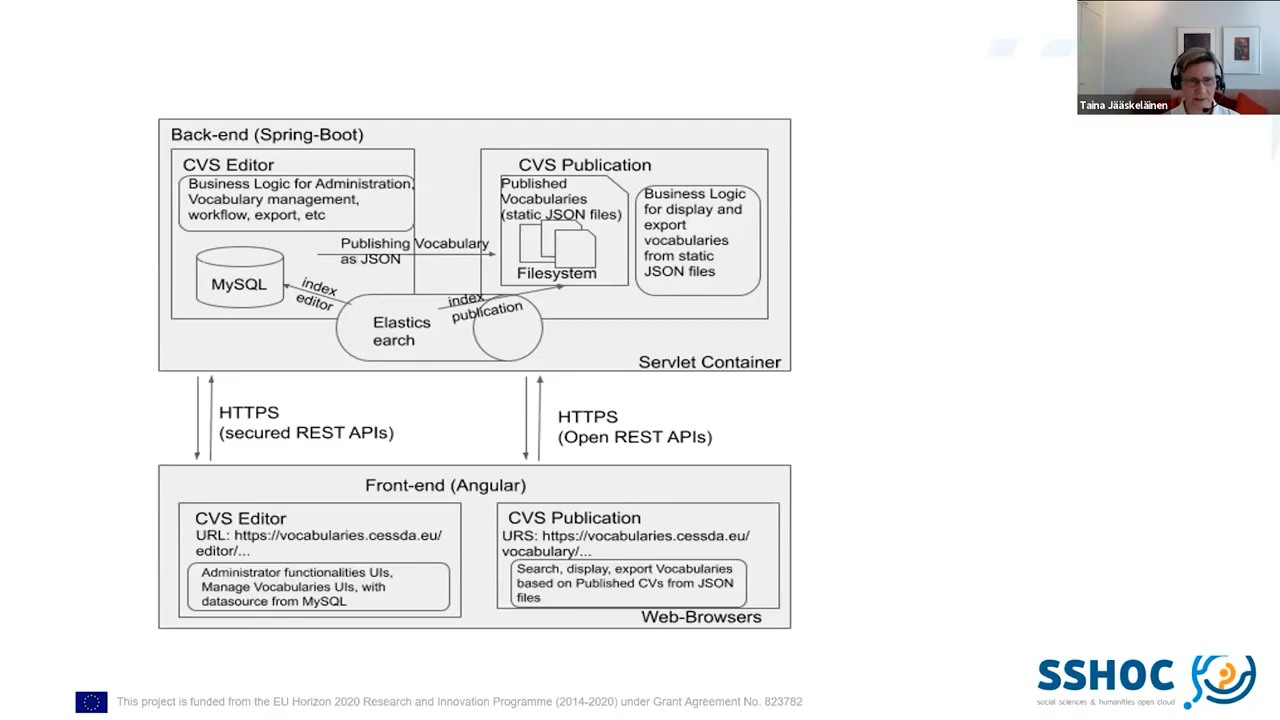 Taina Jääskeläinen
Back-end (Spring-Boot)
CVS Editor
Business Logic for Administration,
Vocabulary management,
workflow, export, etc
MySQL
Publishing Vocabulary
as JSON
index
editor
Elastics
earch
index
publication
CVS Publication
Published
Vocabularies
(static JSON files)
Filesystem
Business Logic
for display and
export
vocabularies
from static
JSON files
Servlet Container
HTTPS
(secured REST APIs)
HTTPS
(Open REST APIs)
Front-end (Angular)
CVS Editor
URL: https://vocabularies.cessda.eu/
editor/...
Administrator functionalities UIs,
Manage Vocabularies UIs, with
datasource from MySQL
CVS Publication
URS: https://vocabularies.cessda.eu/
vocabulary/...
Search, display, export Vocabularies
based on Published CVs from JSON
files
Web-Browsers
This project is funded from the EU Horizon 2020 Research and Innovation Programme (2014-2020) under Grant Agreement No. 823782
SSHOC
social sciences & humanities open cloud